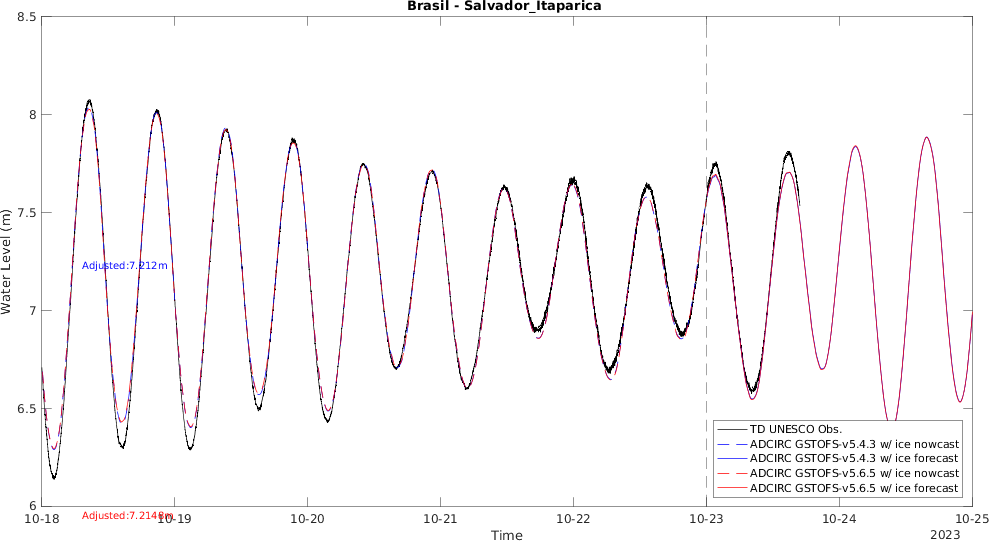 Brasil - Salvador_Itaparica
8.5
8
7.5
7
6.5
6
Water Level (m)
Adjusted:7.212m
Adjusted:7.2148m
TD UNESCO Obs.
ADCIRC GSTOFS-v5.4.3 w/ ice nowcast
ADCIRC GSTOFS-v5.4.3 w/ ice forecast
ADCIRC GSTOFS-v5.6.5 w/ ice nowcast
ADCIRC GSTOFS-v5.6.5 w/ ice forecast
10-18 10-19 10-20 10-21 10-22 10-23 10-24 10-25
Time
2023